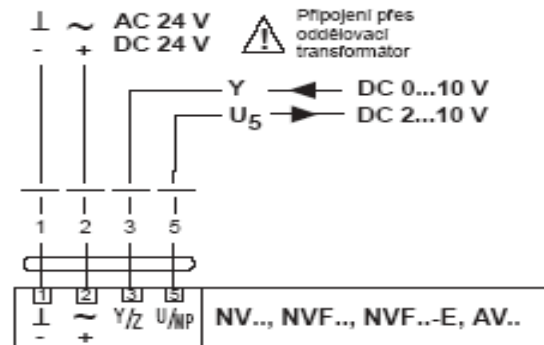 ⊥ ~ AC 24 V
- + DC 24 V
Připojení přes
oddělovací
transformátor
Y DC 0...10 V
U5 DC 2...10 V
1 2 3 5
1 2 3 5
⊥ ~ Y/Z U/MP
- +
NV.., NVF.., NVF..-E, AV..